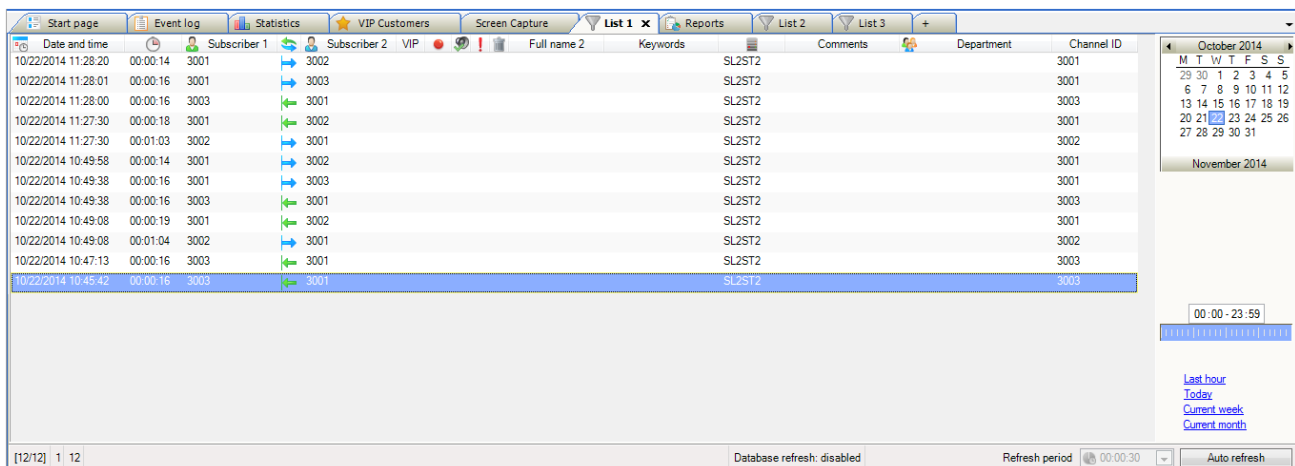 Start page Event log Statistics VIP Customers Screen Capture List 1 x Reports List 2 List 3 +
Date and time Subscriber 1 Subscriber 2 VIP Full name 2 Keywords Comments Department Channel ID
10/22/2014 11:28:20 00:00:14 3001 3002 SL2ST2 3001
10/22/2014 11:28:01 00:00:16 3001 3003 SL2ST2 3001
10/22/2014 11:28:00 00:00:16 3003 3001 SL2ST2 3003
10/22/2014 11:27:30 00:00:18 3001 3002 SL2ST2 3001
10/22/2014 11:27:30 00:01:03 3002 3001 SL2ST2 3002
10/22/2014 10:49:58 00:00:14 3001 3002 SL2ST2 3001
10/22/2014 10:49:38 00:00:16 3001 3003 SL2ST2 3001
10/22/2014 10:49:38 00:00:16 3003 3001 SL2ST2 3003
10/22/2014 10:49:08 00:00:19 3001 3002 SL2ST2 3001
10/22/2014 10:49:08 00:01:04 3002 3001 SL2ST2 3002
10/22/2014 10:47:13 00:00:16 3003 3001 SL2ST2 3003
10/22/2014 10:45:42 00:00:16 3003 3001 SL2ST2 3003
October 2014
M T W T F S S
29 30 1 2 3 4 5
6 7 8 9 10 11 12
13 14 15 16 17 18 19
20 21 22 23 24 25 26
27 28 29 30 31
November 2014
00:00 - 23:59
Last hour
Today
Current week
Current month
[12/12] 1 12 Database refresh: disabled Refresh period 00:00:30 Auto refresh